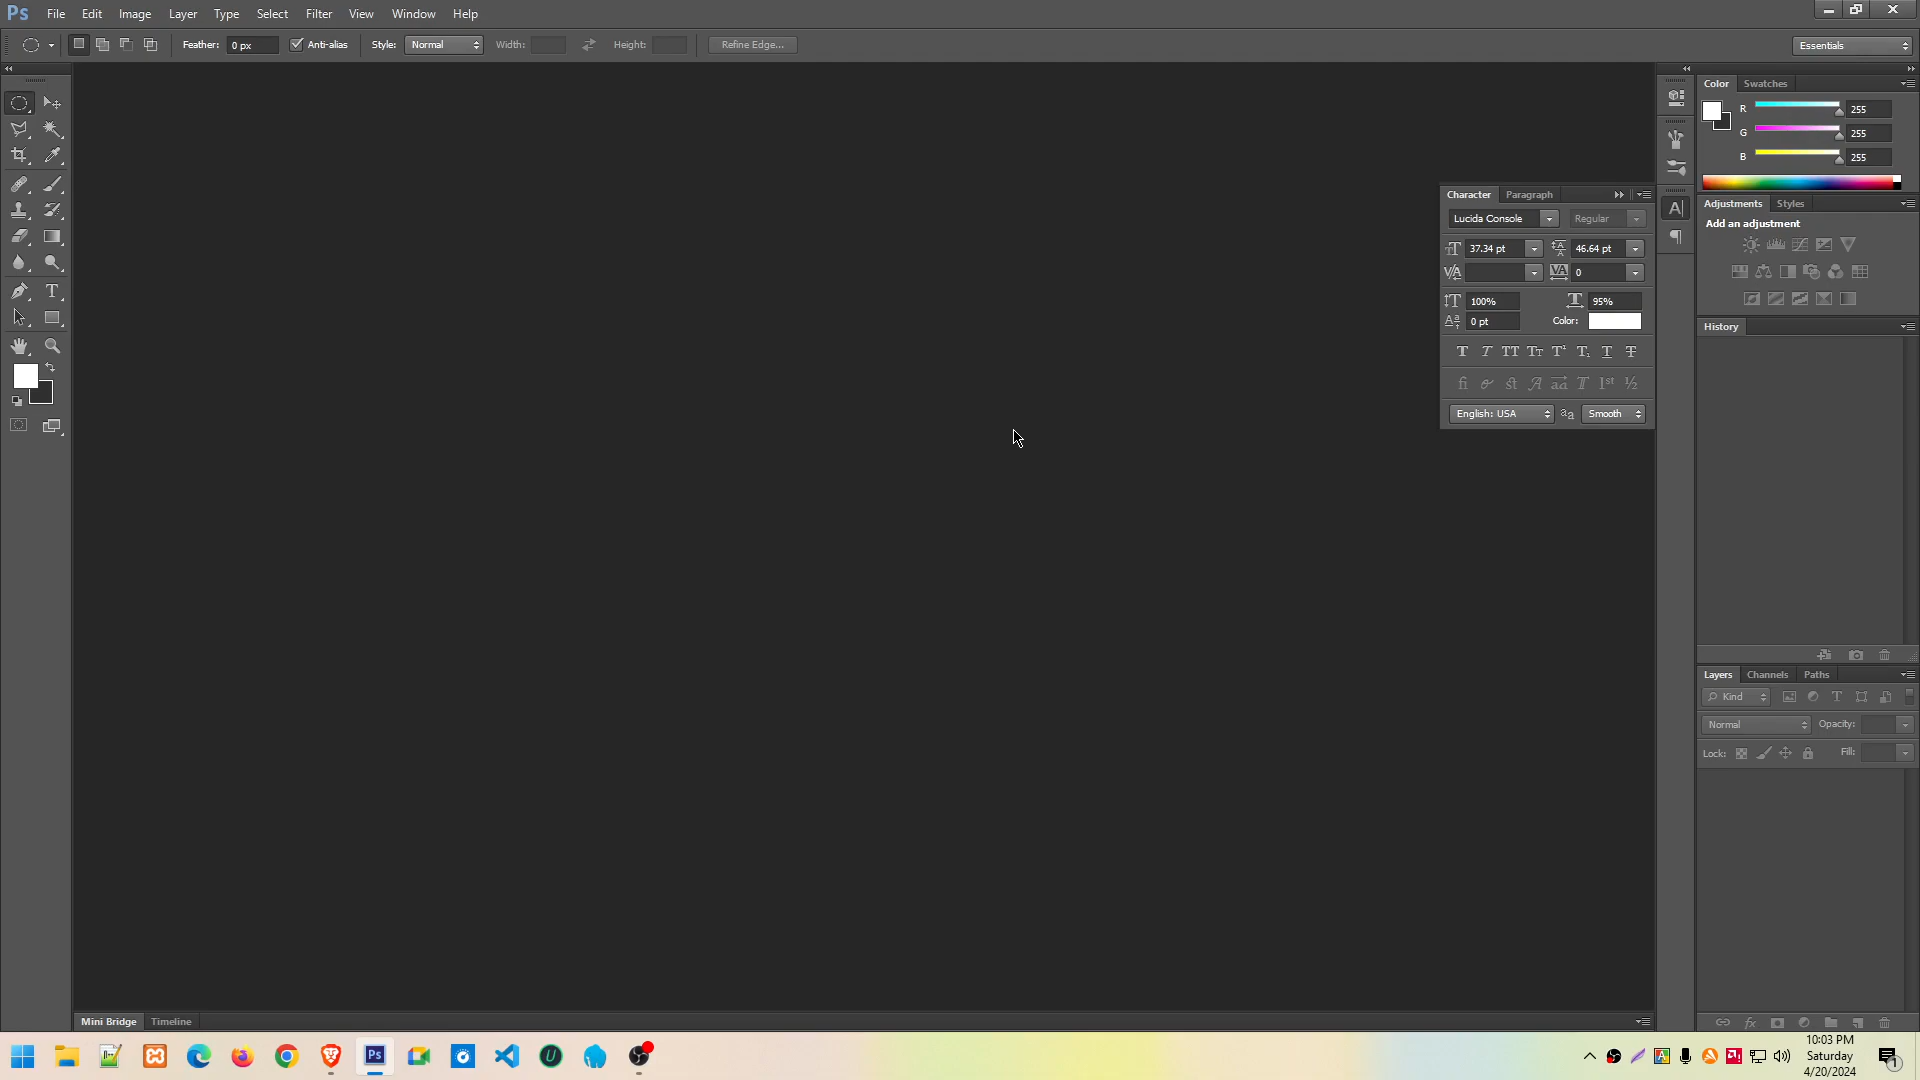 Ps File Edit Image Layer Type Select Filter View Window Help
Feather: 0 px Anti-alias Style: Normal Width: Height: Refine Edge... Essentials
Color Swatches
R 255
G 255
B 255
Character Paragraph
Lucida Console Regular
37.34 pt 46.64 pt
0
100% 95%
0 pt Color:
English: USA Smooth
Adjustments Styles
Add an adjustment
History
Layers Channels Paths
Kind
Normal Opacity:
Lock: Fill:
Mini Bridge Timeline
10:03 PM
Saturday
4/20/2024